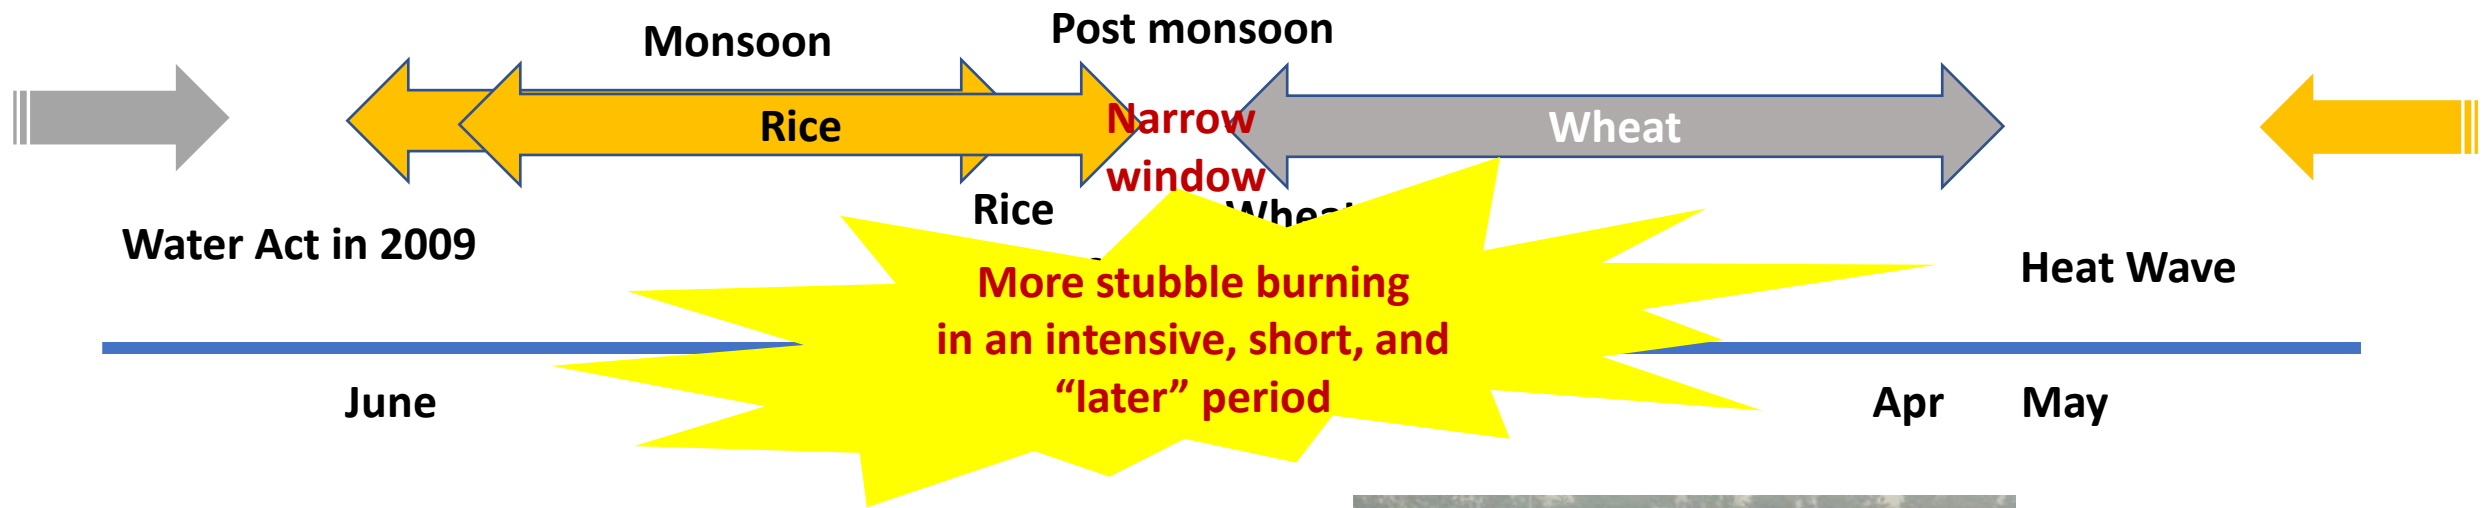 Monsoon
Post monsoon
Rice
Narrow
window
Wheat
Rice
Wheat
Water Act in 2009
More stubble burning
in an intensive, short, and
“later” period
Heat Wave
June
Apr
May